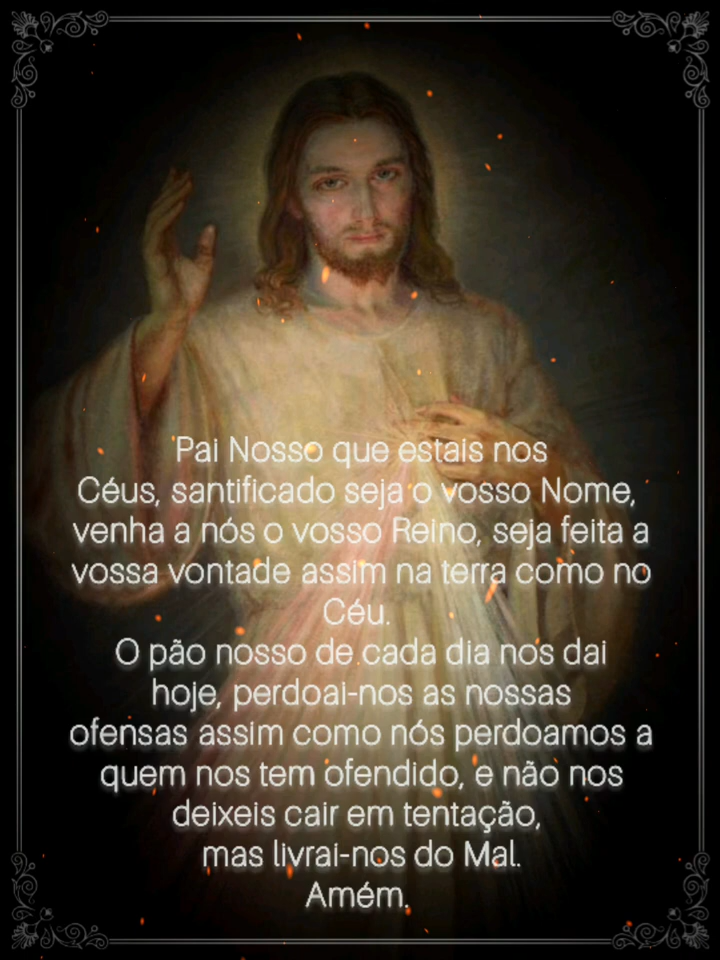 Pai Nosso que estais nos
Céus, santificado seja o vosso Nome,
venha a nós o vosso Reino, seja feita a
vossa vontade assim na terra como no
Céu.
O pão nosso de cada dia nos dai
hoje, perdoai-nos as nossas
ofensas assim como nós perdoamos a
quem nos tem ofendido, e não nos
deixeis cair em tentação,
mas livrai-nos do Mal.
Amém.